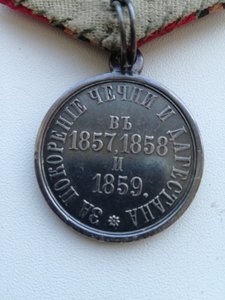 ЗА ПОКОРЕНІЕ ЧЕЧНИ И ДАГЕСТАНА
ВЪ
1857, 1858
И
1859.